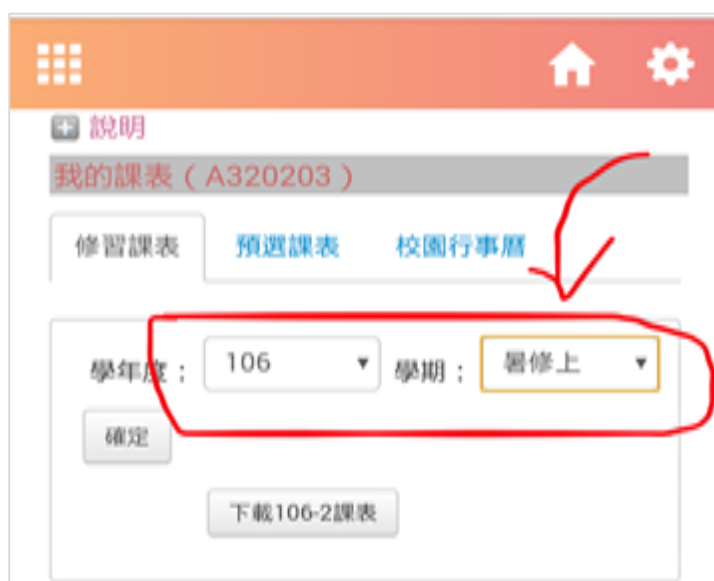 說明
我的課表（A320203）
修習課表 預選課表 校園行事曆
學年度： 106 學期： 暑修上
確定
下載106-2課表